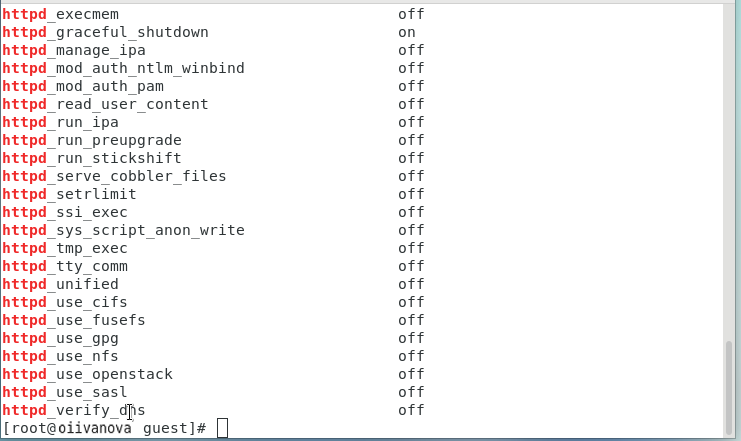 httpd_execmem off
httpd_graceful_shutdown on
httpd_manage_ipa off
httpd_mod_auth_ntlm_winbind off
httpd_mod_auth_pam off
httpd_read_user_content off
httpd_run_ipa off
httpd_run_preupgrade off
httpd_run_stickshift off
httpd_serve_cobbler_files off
httpd_setrlimit off
httpd_ssi_exec off
httpd_sys_script_anon_write off
httpd_tmp_exec off
httpd_tty_comm off
httpd_unified off
httpd_use_cifs off
httpd_use_fusefs off
httpd_use_gpg off
httpd_use_nfs off
httpd_use_openstack off
httpd_use_sasl off
httpd_verify_dns off
[root@oiivanova guest]#